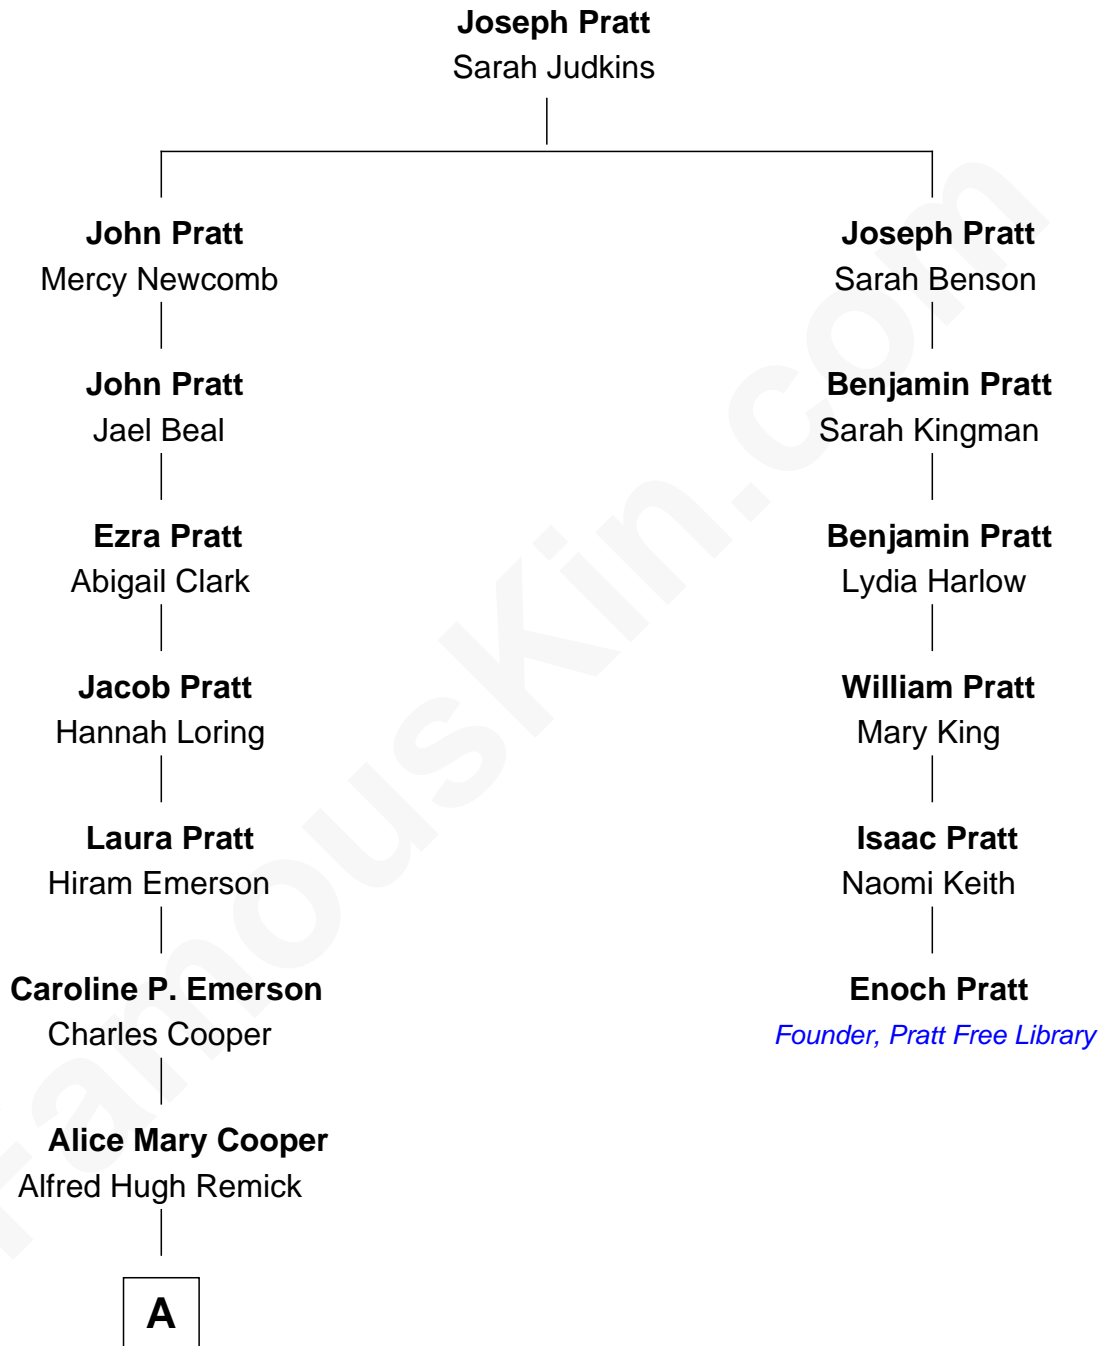 Joseph Pratt
Sarah Judkins
John Pratt
Mercy Newcomb
Joseph Pratt
Sarah Benson
John Pratt
Jael Beal
Benjamin Pratt
Sarah Kingman
Ezra Pratt
Abigail Clark
Benjamin Pratt
Lydia Harlow
Jacob Pratt
Hannah Loring
William Pratt
Mary King
Laura Pratt
Hiram Emerson
Isaac Pratt
Naomi Keith
Caroline P. Emerson
Charles Cooper
Enoch Pratt
Founder, Pratt Free Library
Alice Mary Cooper
Alfred Hugh Remick
A
FamousKin.com